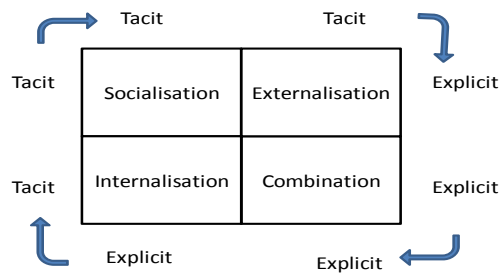 Tacit
Tacit
Tacit
Explicit
Socialisation
Externalisation
Internalisation
Combination
Tacit
Explicit
Explicit
Explicit